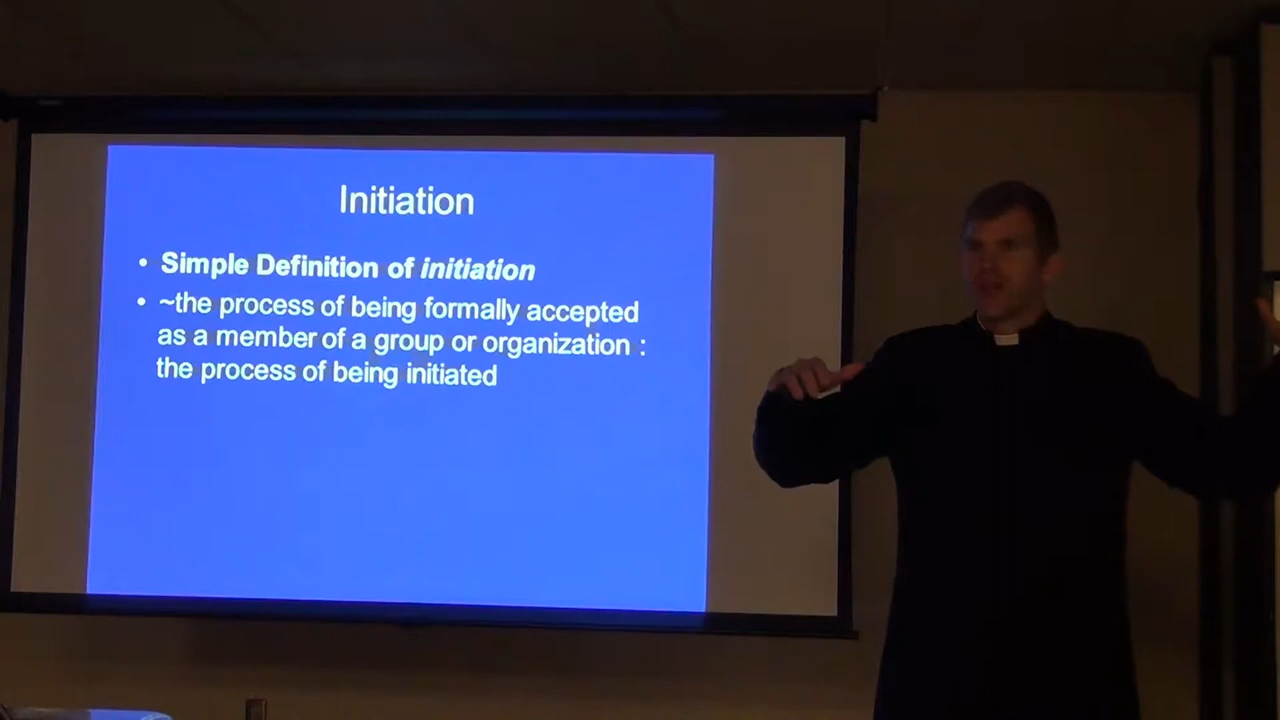 Initiation
• Simple Definition of initiation
• ~the process of being formally accepted
as a member of a group or organization :
the process of being initiated